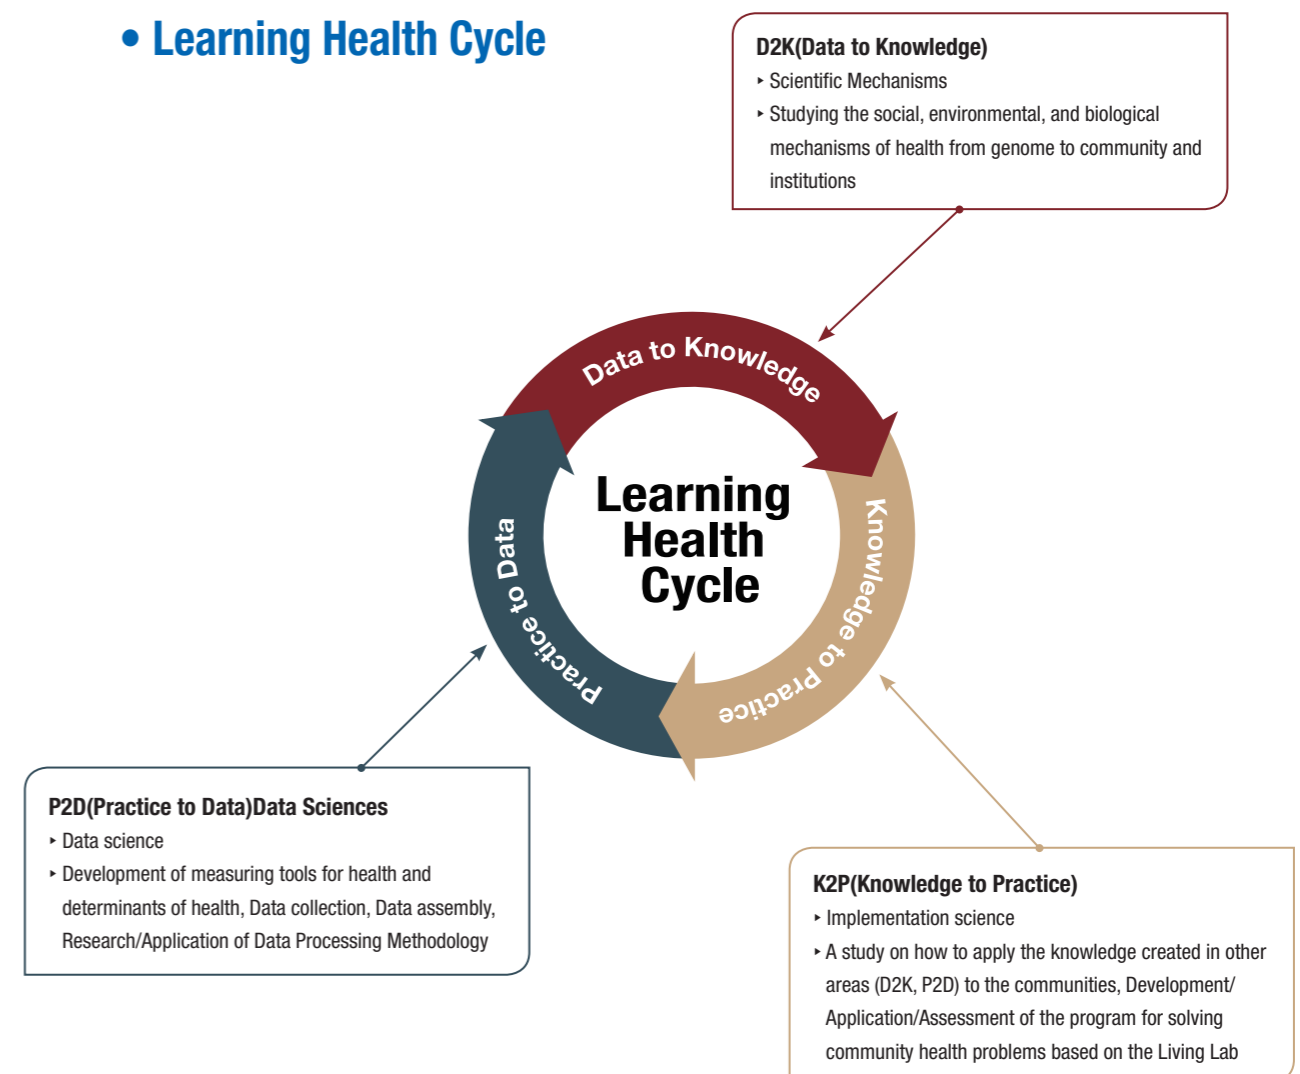 • Learning Health Cycle
D2K(Data to Knowledge)
‣ Scientific Mechanisms
‣ Studying the social, environmental, and biological
mechanisms of health from genome to community and
institutions
Data to Knowledge
Knowledge to Practice
Practice to Data
Learning
Health
Cycle
P2D(Practice to Data)Data Sciences
‣ Data science
‣ Development of measuring tools for health and
determinants of health, Data collection, Data assembly,
Research/Application of Data Processing Methodology
K2P(Knowledge to Practice)
‣ Implementation science
‣ A study on how to apply the knowledge created in other
areas (D2K, P2D) to the communities, Development/
Application/Assessment of the program for solving
community health problems based on the Living Lab